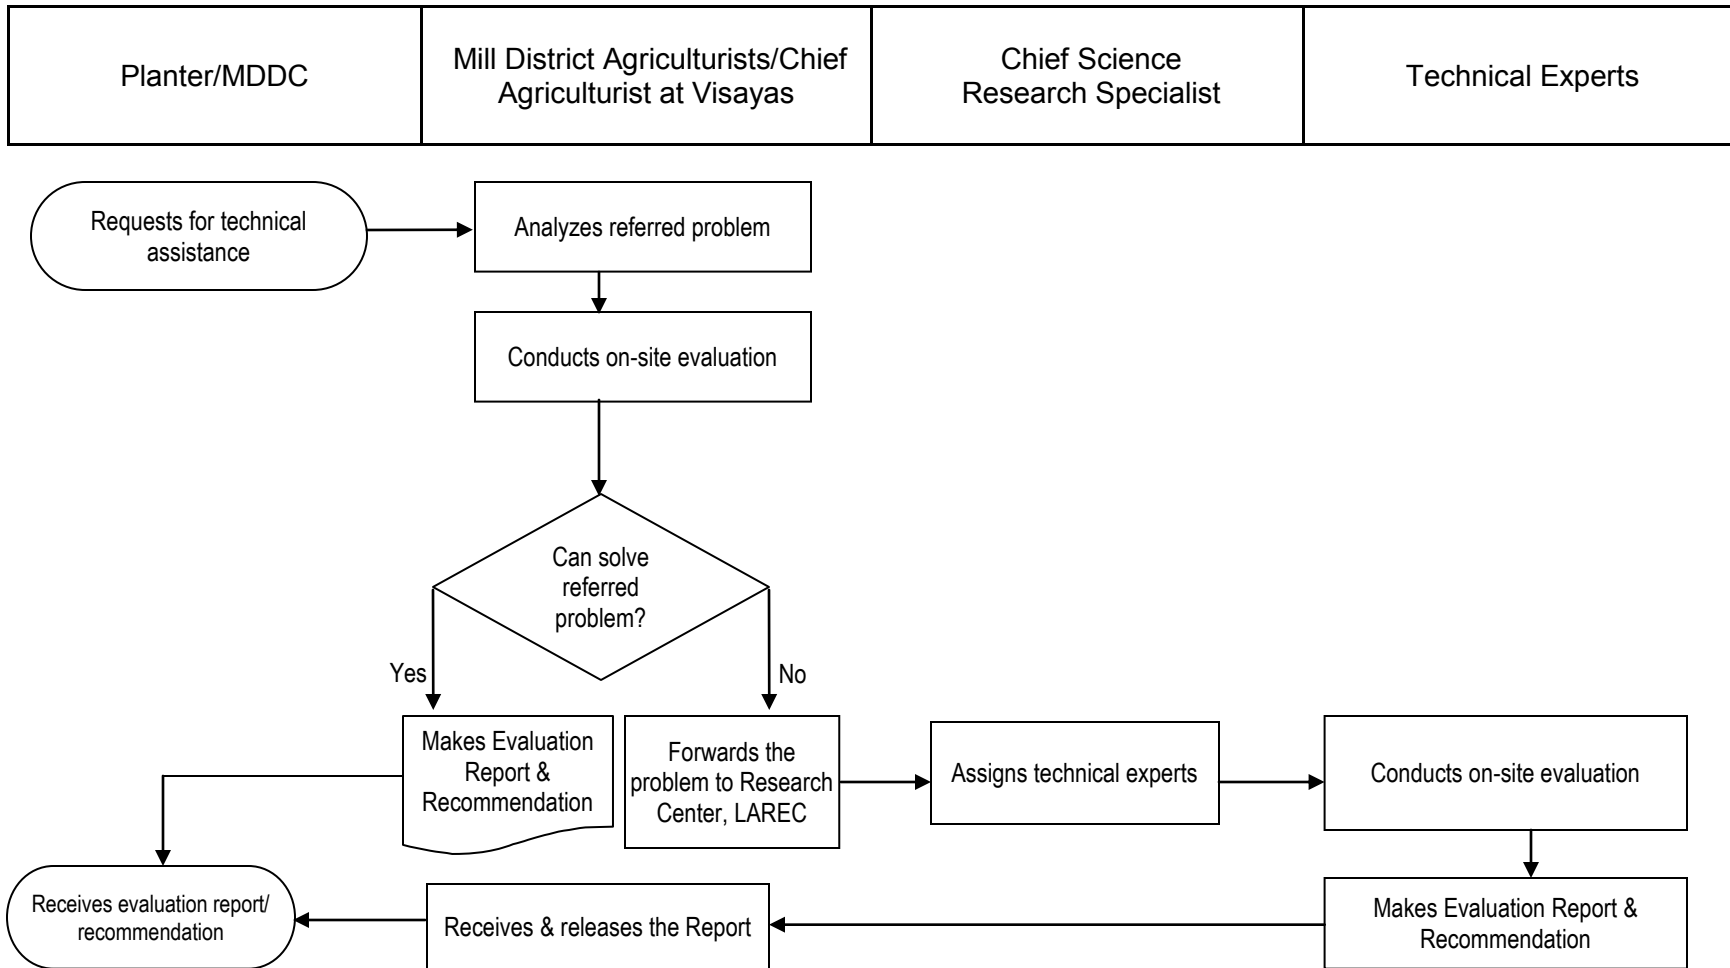 Planter/MDDC
Mill District Agriculturists/Chief
Agriculturist at Visayas
Chief Science
Research Specialist
Technical Experts
Requests for technical
assistance
Analyzes referred problem
Conducts on-site evaluation
Can solve
referred
problem?
Yes
No
Makes Evaluation
Report &
Recommendation
Forwards the
problem to Research
Center, LAREC
Assigns technical experts
Conducts on-site evaluation
Receives evaluation report/
recommendation
Receives & releases the Report
Makes Evaluation Report &
Recommendation